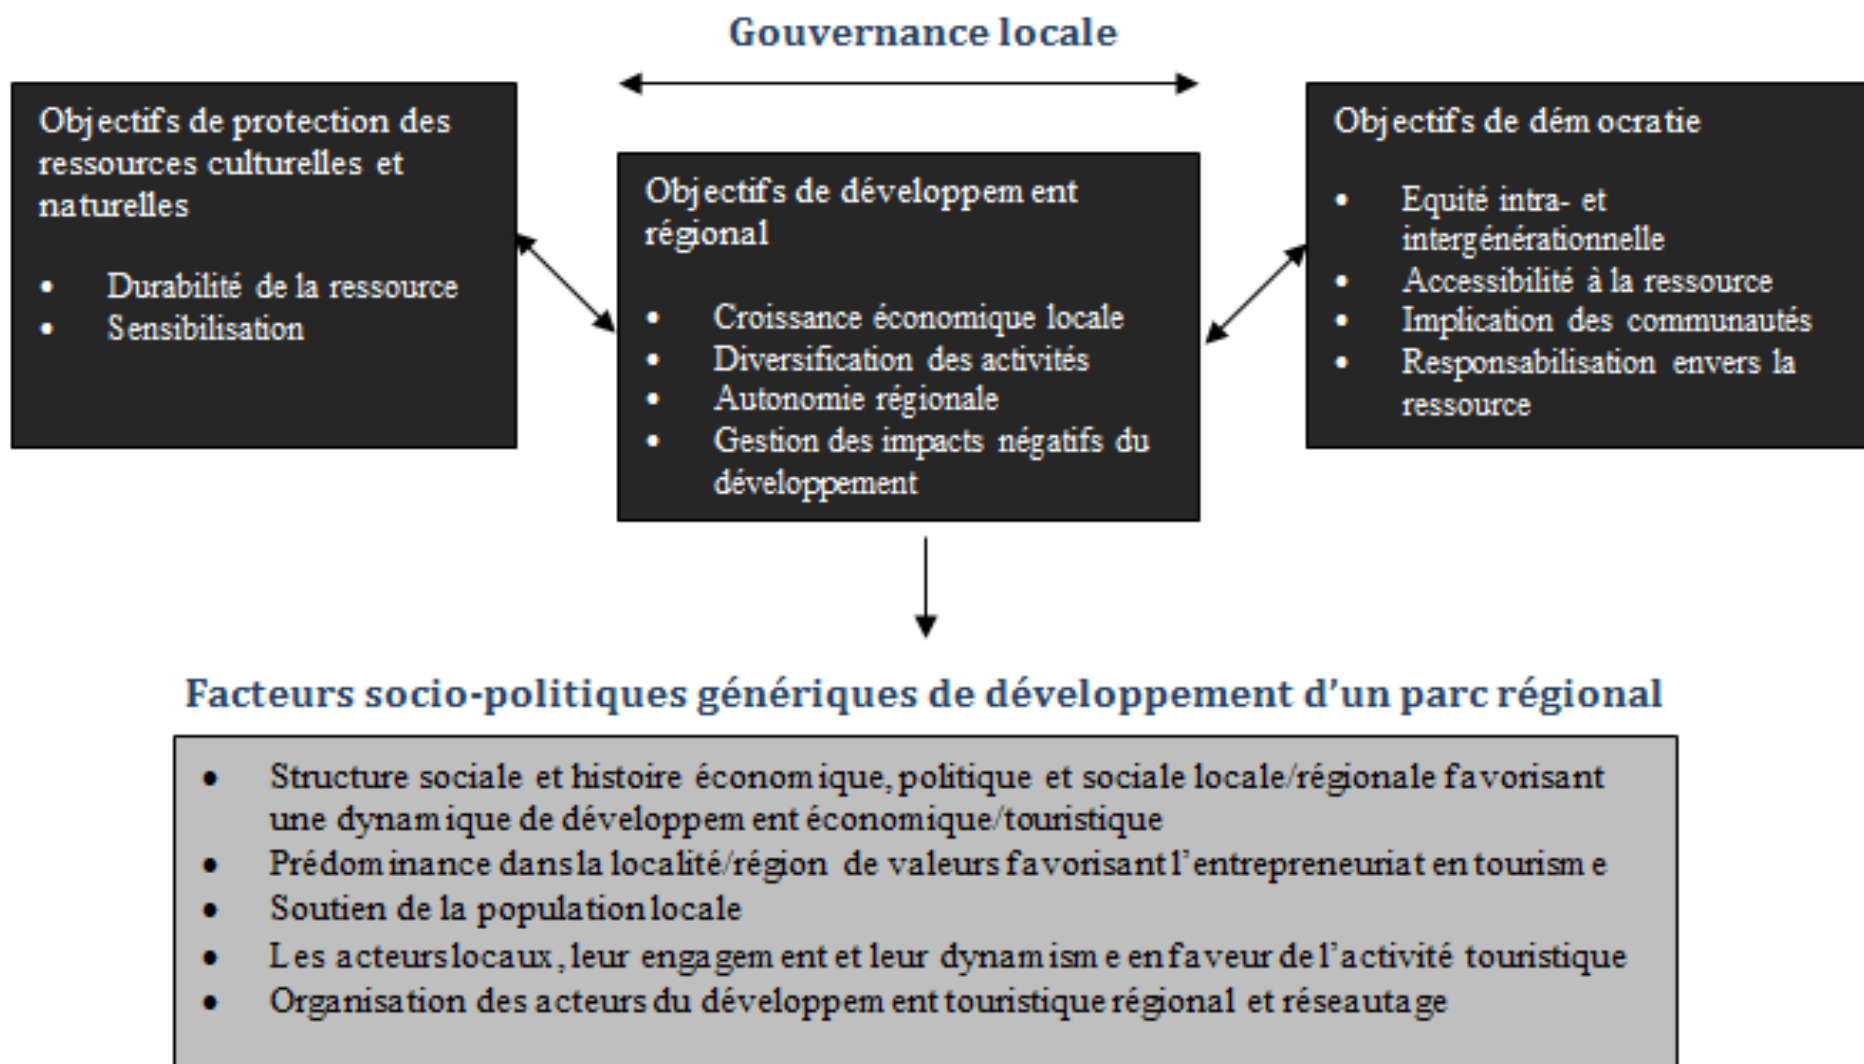 Gouvernance locale
Objectifs de protection des
ressources culturelles et
naturelles
• Durabilité de la ressource
• Sensibilisation
Objectifs de développement
régional
• Croissance économique locale
• Diversification des activités
• Autonomie régionale
• Gestion des impacts négatifs du
développement
Objectifs de démocratie
• Equité intra- et
intergénérationnelle
• Accessibilité à la ressource
• Implication des communautés
• Responsabilisation envers la
ressource
Facteurs socio-politiques génériques de développement d’un parc régional
• Structure sociale et histoire économique, politique et sociale locale/régionale favorisant
une dynamique de développement économique/touristique
• Prédominance dans la localité/région de valeurs favorisant l’entrepreneuriat en tourisme
• Soutien de la population locale
• Les acteurs locaux, leur engagement et leur dynamisme en faveur de l’activité touristique
• Organisation des acteurs du développement touristique régional et réseautage